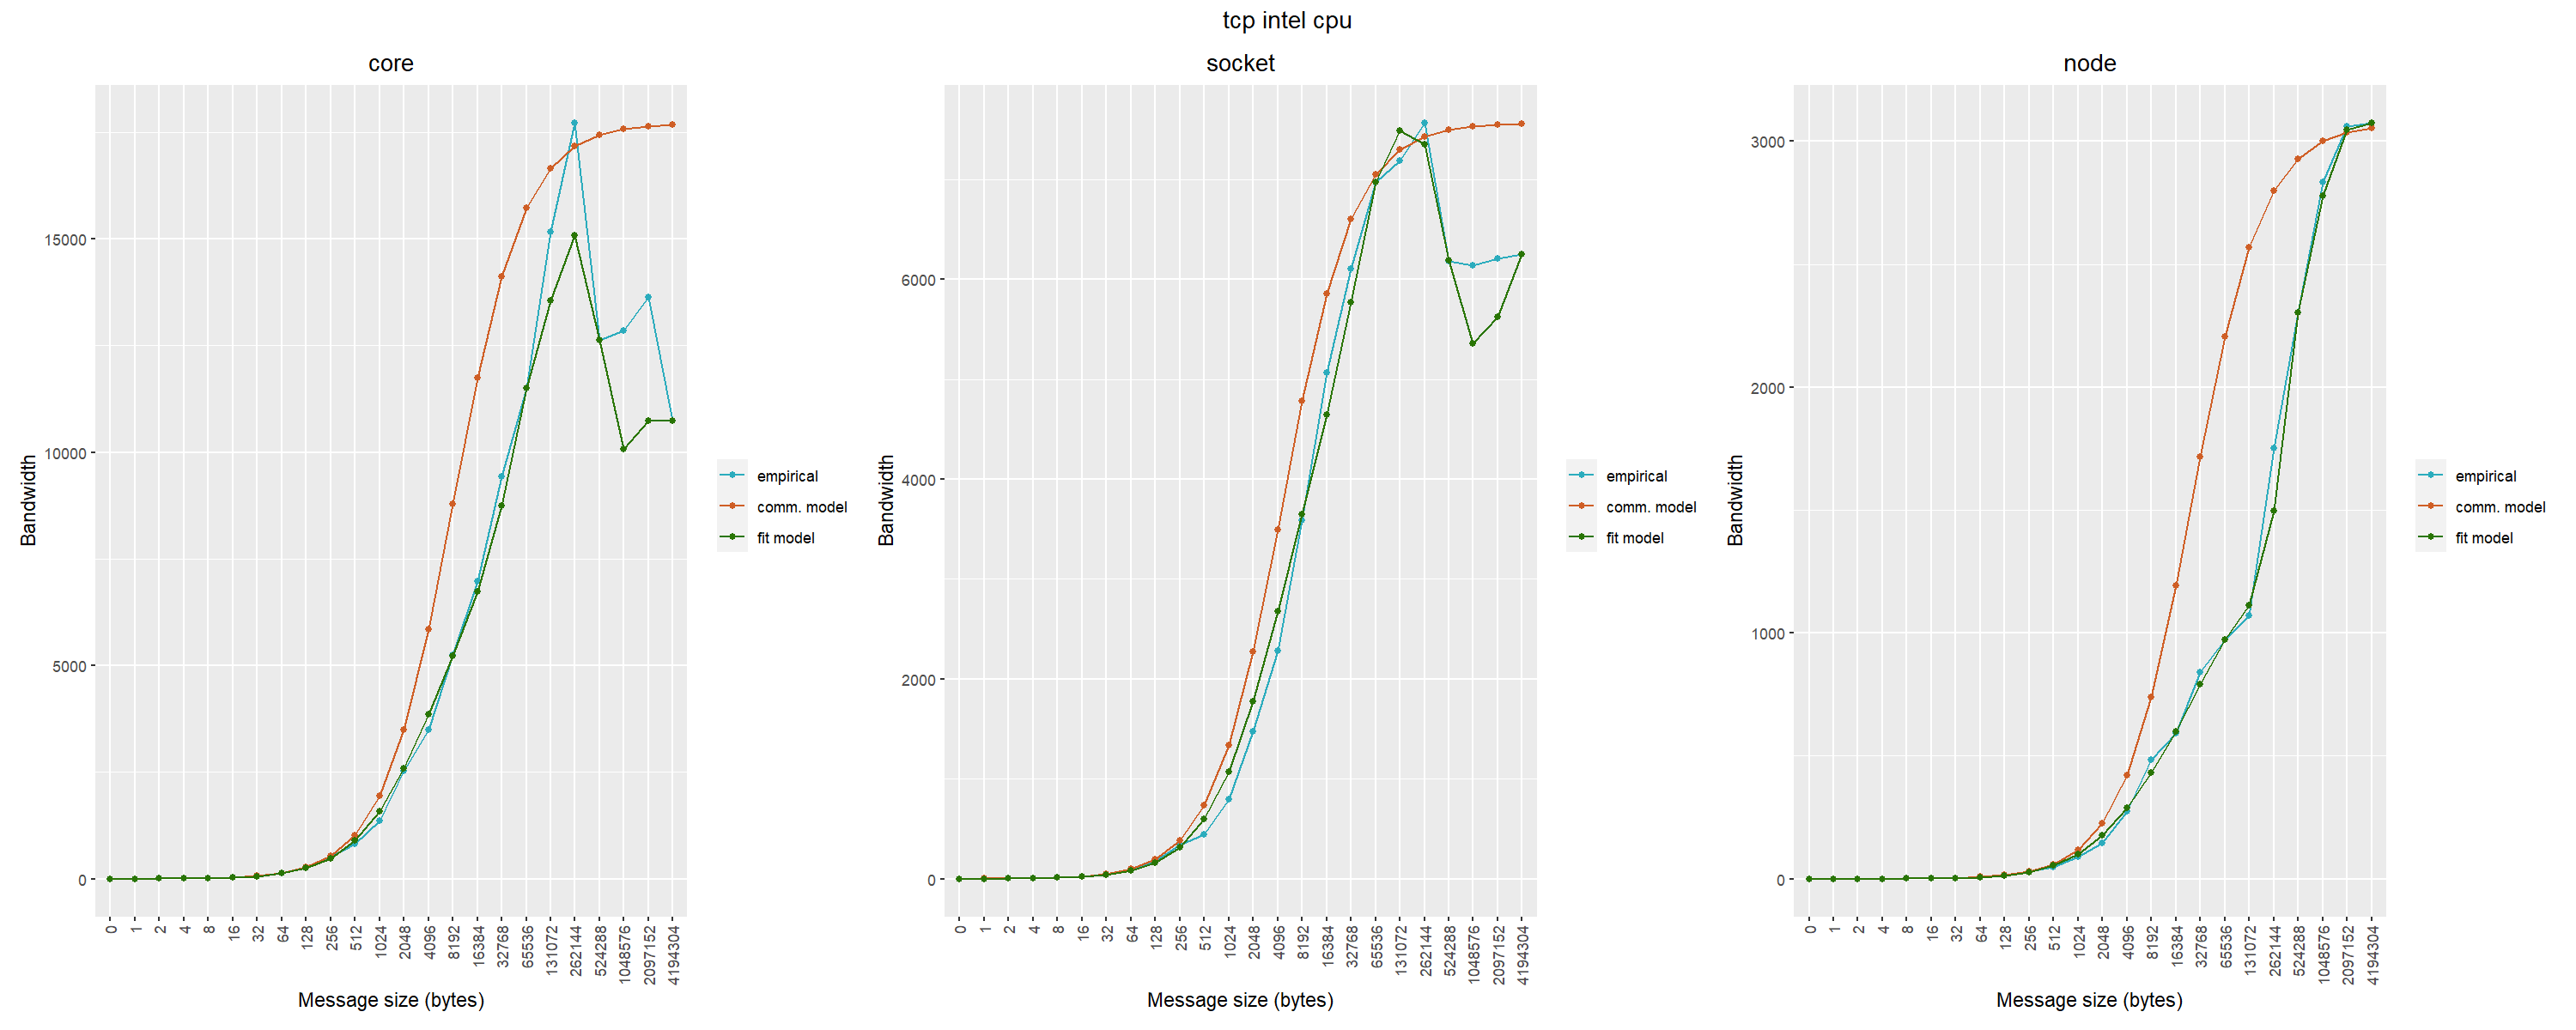 tcp intel cpu
core
Bandwidth
15000
10000
5000
0
0 1 2 4 8 16 32 64 128 256 512 1024 2048 4096 8192 16384 32768 65536 131072 262144 524288 1048576 2097152 4194304
Message size (bytes)
empirical
comm. model
fit model
socket
Bandwidth
6000
4000
2000
0
0 1 2 4 8 16 32 64 128 256 512 1024 2048 4096 8192 16384 32768 65536 131072 262144 524288 1048576 2097152 4194304
Message size (bytes)
empirical
comm. model
fit model
node
Bandwidth
3000
2000
1000
0
0 1 2 4 8 16 32 64 128 256 512 1024 2048 4096 8192 16384 32768 65536 131072 262144 524288 1048576 2097152 4194304
Message size (bytes)
empirical
comm. model
fit model